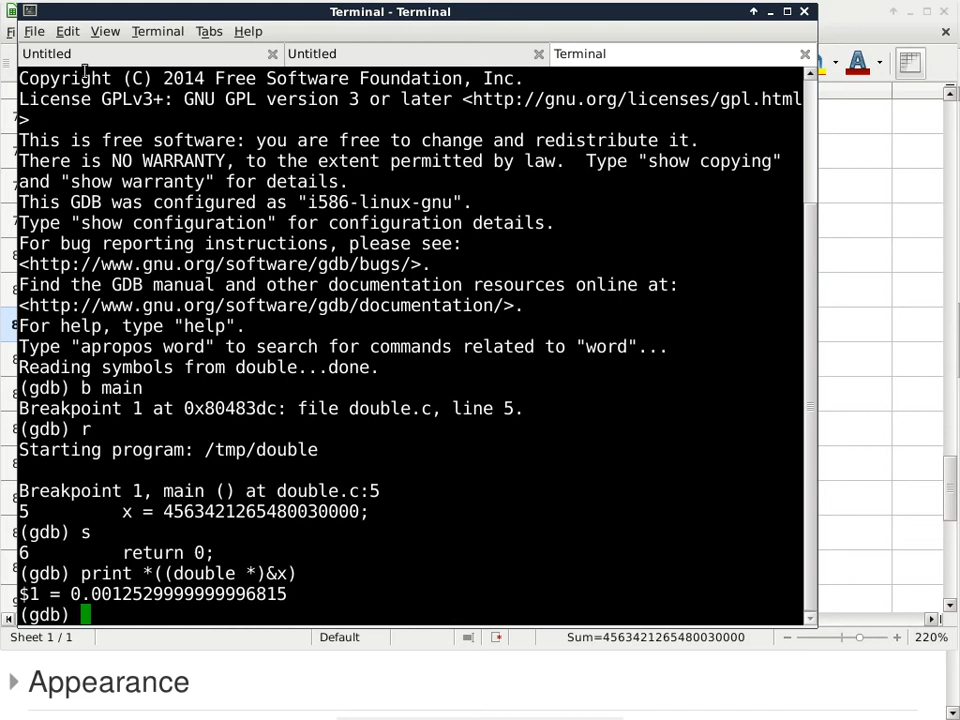 Terminal - Terminal
File Edit View Terminal Tabs Help
Untitled Untitled Terminal
Copyright (C) 2014 Free Software Foundation, Inc.
License GPLv3+: GNU GPL version 3 or later <http://gnu.org/licenses/gpl.html
>
This is free software: you are free to change and redistribute it.
There is NO WARRANTY, to the extent permitted by law.  Type "show copying"
and "show warranty" for details.
This GDB was configured as "i586-linux-gnu".
Type "show configuration" for configuration details.
For bug reporting instructions, please see:
<http://www.gnu.org/software/gdb/bugs/>.
Find the GDB manual and other documentation resources online at:
<http://www.gnu.org/software/gdb/documentation/>.
For help, type "help".
Type "apropos word" to search for commands related to "word"...
Reading symbols from double...done.
(gdb) b main
Breakpoint 1 at 0x80483dc: file double.c, line 5.
(gdb) r
Starting program: /tmp/double
Breakpoint 1, main () at double.c:5
5         x = 4563421265480030000;
(gdb) s
6         return 0;
(gdb) print *((double *)&x)
$1 = 0.0012529999999996815
(gdb)
Sheet 1 / 1 Default Sum=4563421265480030000 220%
Appearance